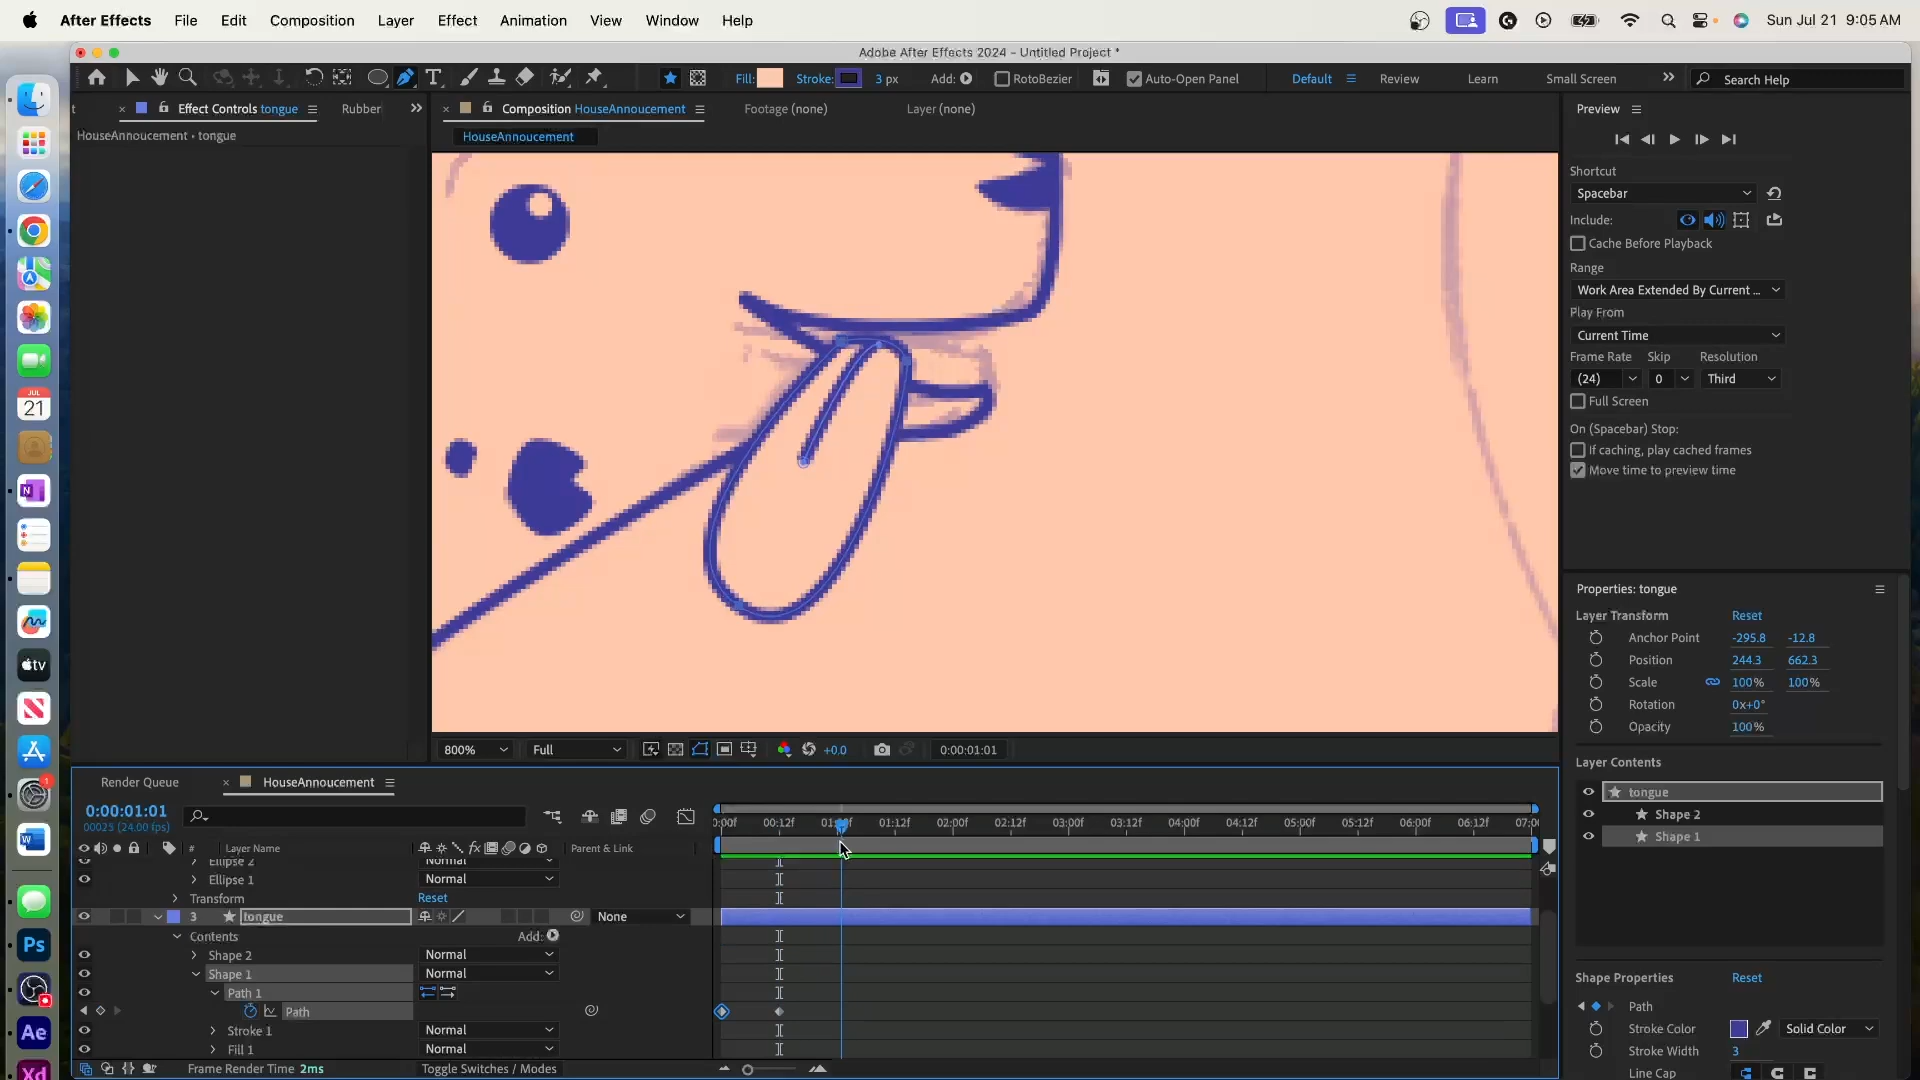 After Effects File Edit Composition Layer Effect Animation View Window Help Sun Jul 21 9:05 AM
Adobe After Effects 2024 – Untitled Project *
Fill: Stroke: 3 px Add: RotoBezier Auto-Open Panel Default Review Learn Small Screen Search Help
t Effect Controls tongue Rubber Composition HouseAnnoucement Footage (none) Layer (none) Preview
HouseAnnoucement • tongue HouseAnnoucement
Shortcut
Spacebar
Include:
Cache Before Playback
Range
Work Area Extended By Current ...
Play From
Current Time
Frame Rate Skip Resolution
(24) 0 Third
Full Screen
On (Spacebar) Stop:
If caching, play cached frames
Move time to preview time
JUL
21
N
tv
1
W
Ps
Ae
Xd
Properties: tongue
Layer Transform Reset
Anchor Point -295.8 -12.8
Position 244.3 662.3
Scale 100% 100%
Rotation 0x+0°
Opacity 100%
Layer Contents
tongue
Shape 2
Shape 1
Shape Properties Reset
Path
Stroke Color Solid Color
Stroke Width 3
Line Cap
800% Full +0.0 0:00:01:01
Render Queue HouseAnnoucement
0:00:01:01
00025 (24.00 fps)
0:00f 00:12f 01:00f 01:12f 02:00f 02:12f 03:00f 03:12f 04:00f 04:12f 05:00f 05:12f 06:00f 06:12f 07:00
# Layer Name fx Parent & Link
Ellipse 2 Normal
Ellipse 1 Normal
Transform Reset
3 tongue None
Contents Add:
Shape 2 Normal
Shape 1 Normal
Path 1
Path
Stroke 1 Normal
Fill 1 Normal
Frame Render Time 2ms Toggle Switches / Modes